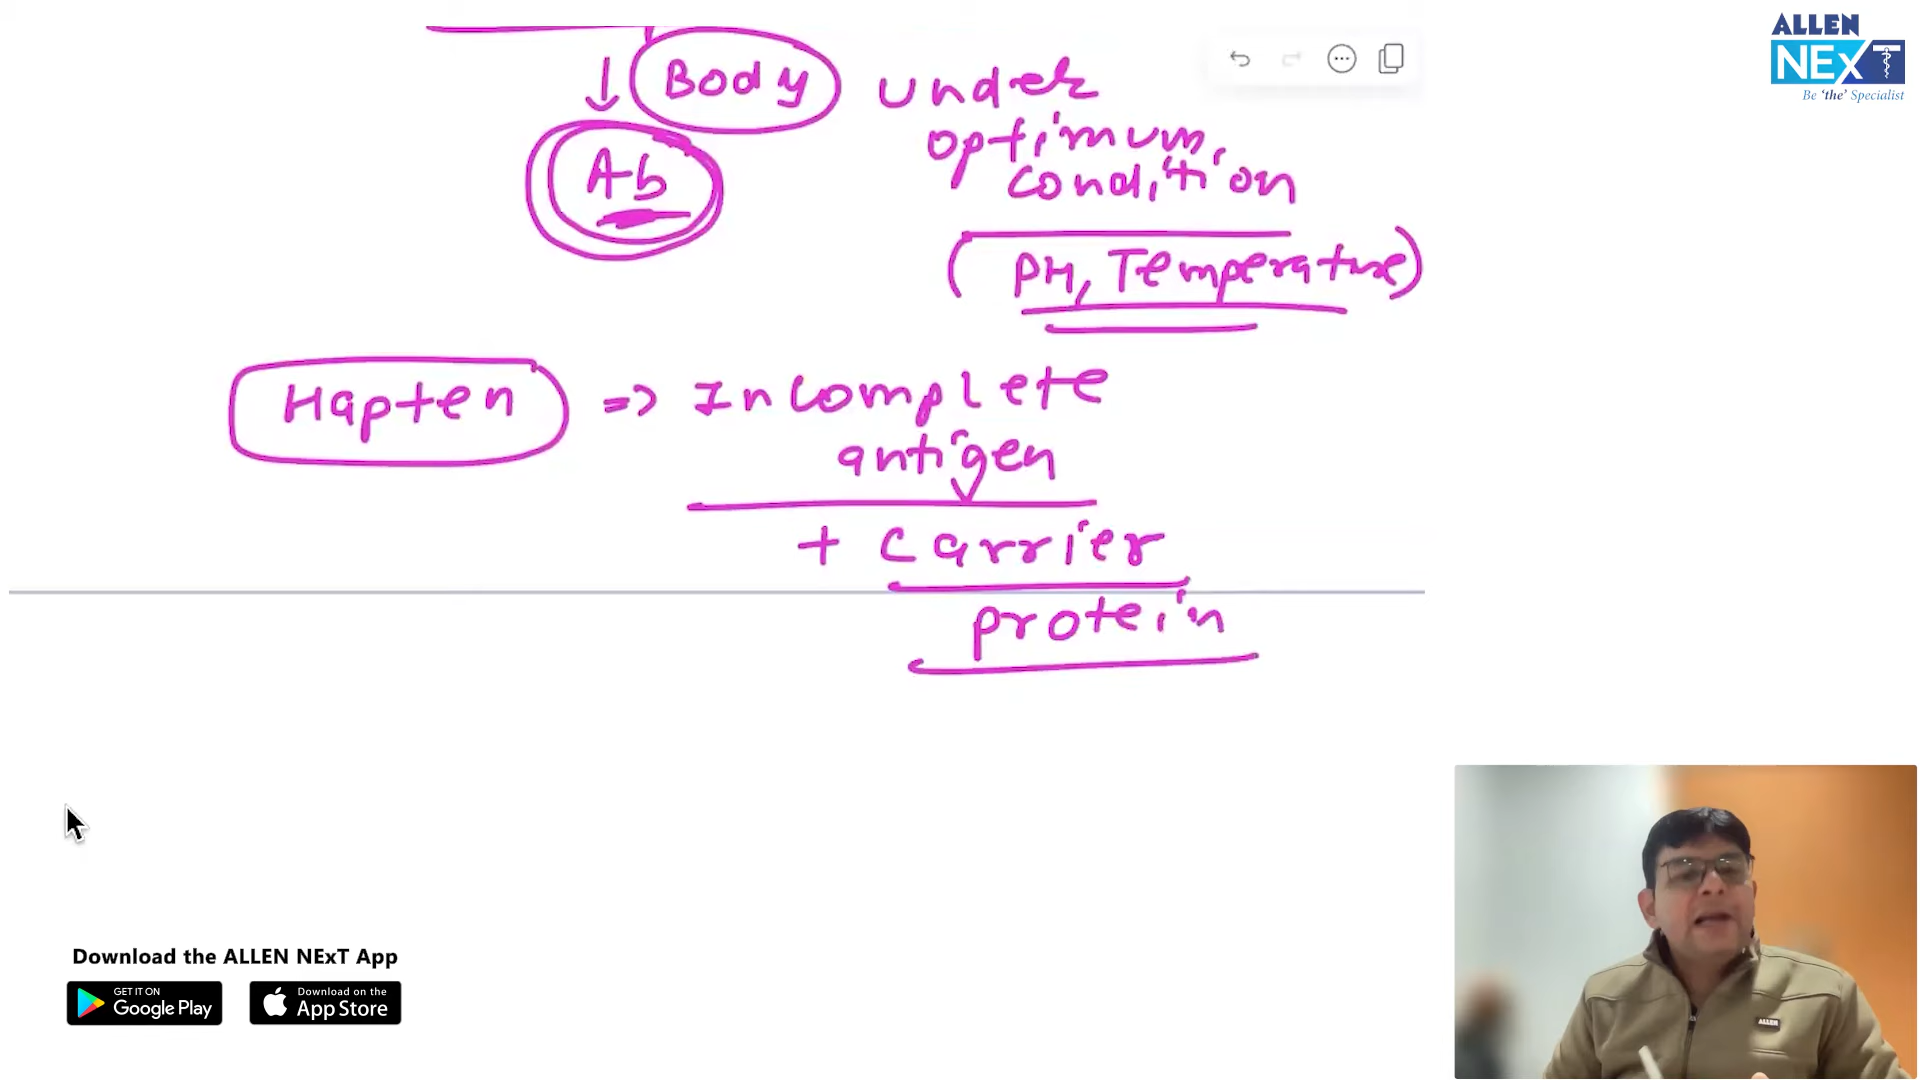 ALLEN
NExT
Be 'the' Specialist
Body under
optimum
condition
Ab
(PH, Temperature)
Hapten => Incomplete
antigen
+ carrier
protein
Download the ALLEN NExT App
GET IT ON
Google Play
Download on the
App Store
ALLEN